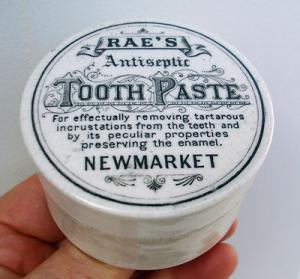 RAE'S
Antiseptic
TOOTH PASTE.
For effectually removing tartarous
incrustations from the teeth and
by its peculiar properties
preserving the enamel.
NEWMARKET